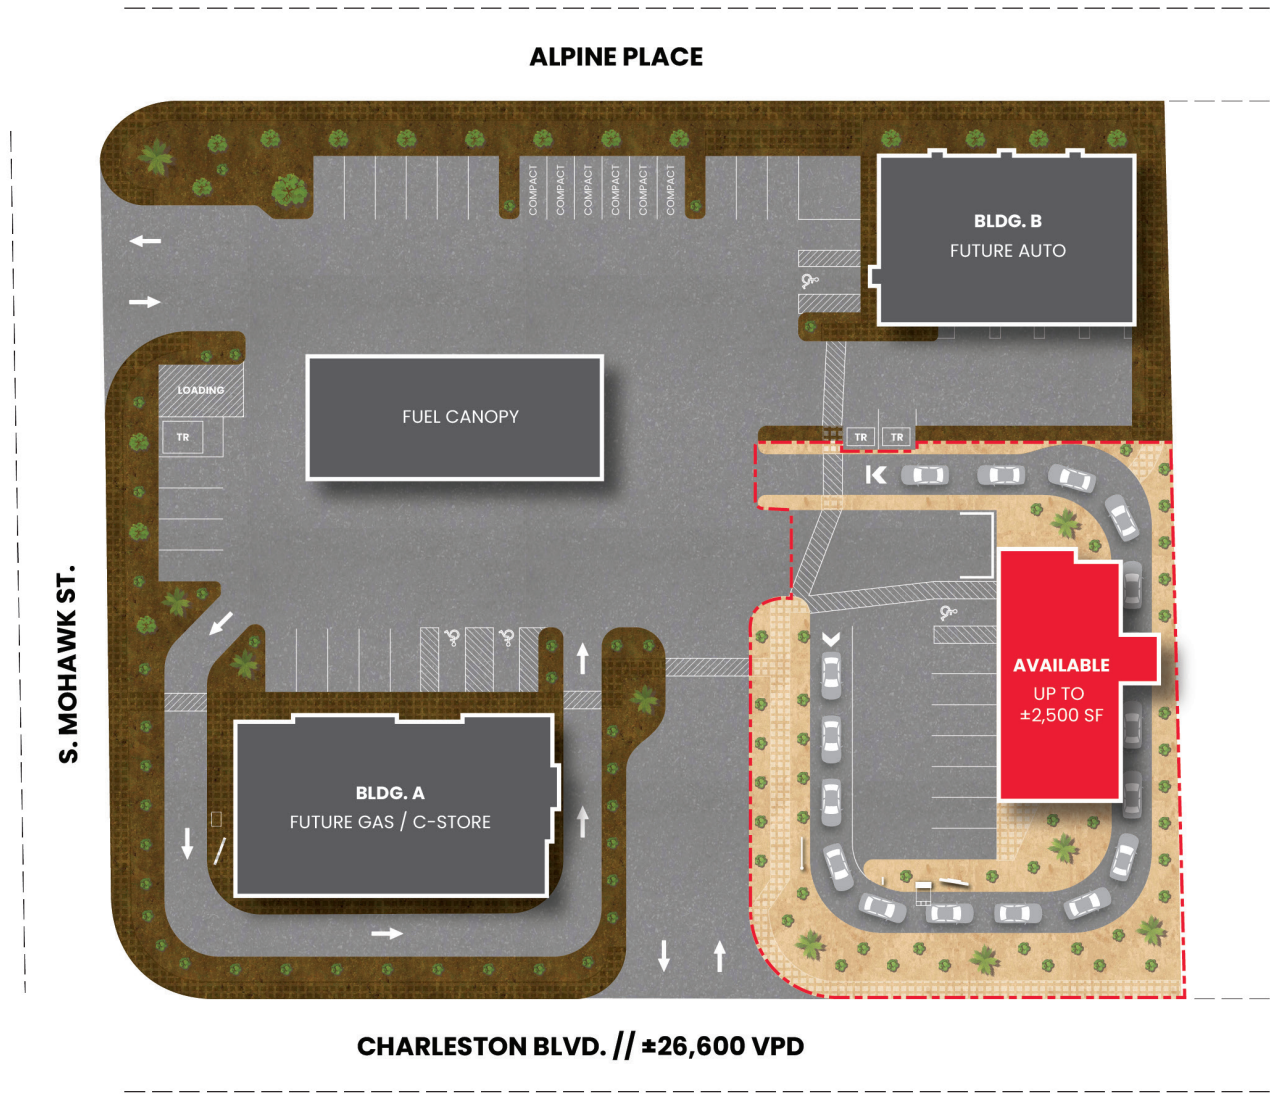 ALPINE PLACE
COMPACT
COMPACT
COMPACT
COMPACT
COMPACT
COMPACT
BLDG. B
FUTURE AUTO
LOADING
TR
FUEL CANOPY
TR
TR
S. MOHAWK ST.
AVAILABLE
UP TO
±2,500 SF
BLDG. A
FUTURE GAS / C-STORE
CHARLESTON BLVD. // ±26,600 VPD